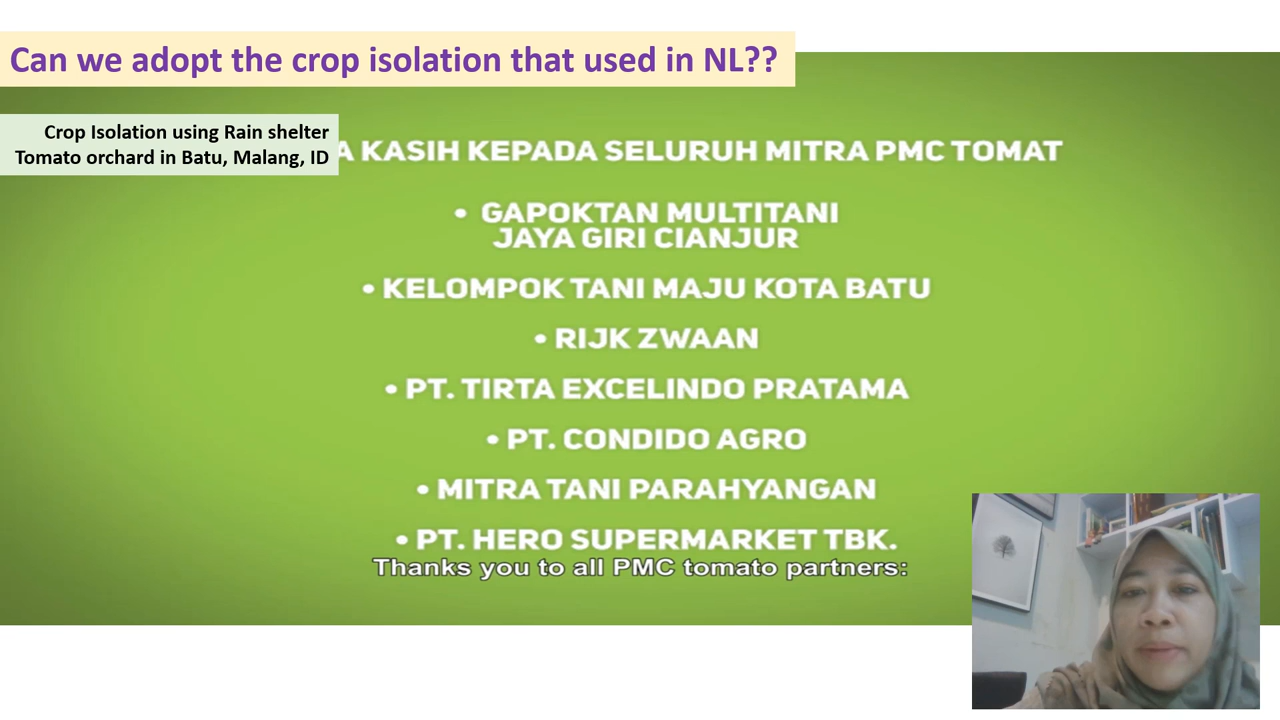 Can we adopt the crop isolation that used in NL??
Crop Isolation using Rain shelter
Tomato orchard in Batu, Malang, ID
A KASIH KEPADA SELURUH MITRA PMC TOMAT
• GAPOKTAN MULTITANI
JAYA GIRI CIANJUR
• KELOMPOK TANI MAJU KOTA BATU
• RIJK ZWAAN
• PT. TIRTA EXCELINDO PRATAMA
• PT. CONDIDO AGRO
• MITRA TANI PARAHYANGAN
• PT. HERO SUPERMARKET TBK.
Thanks you to all PMC tomato partners: